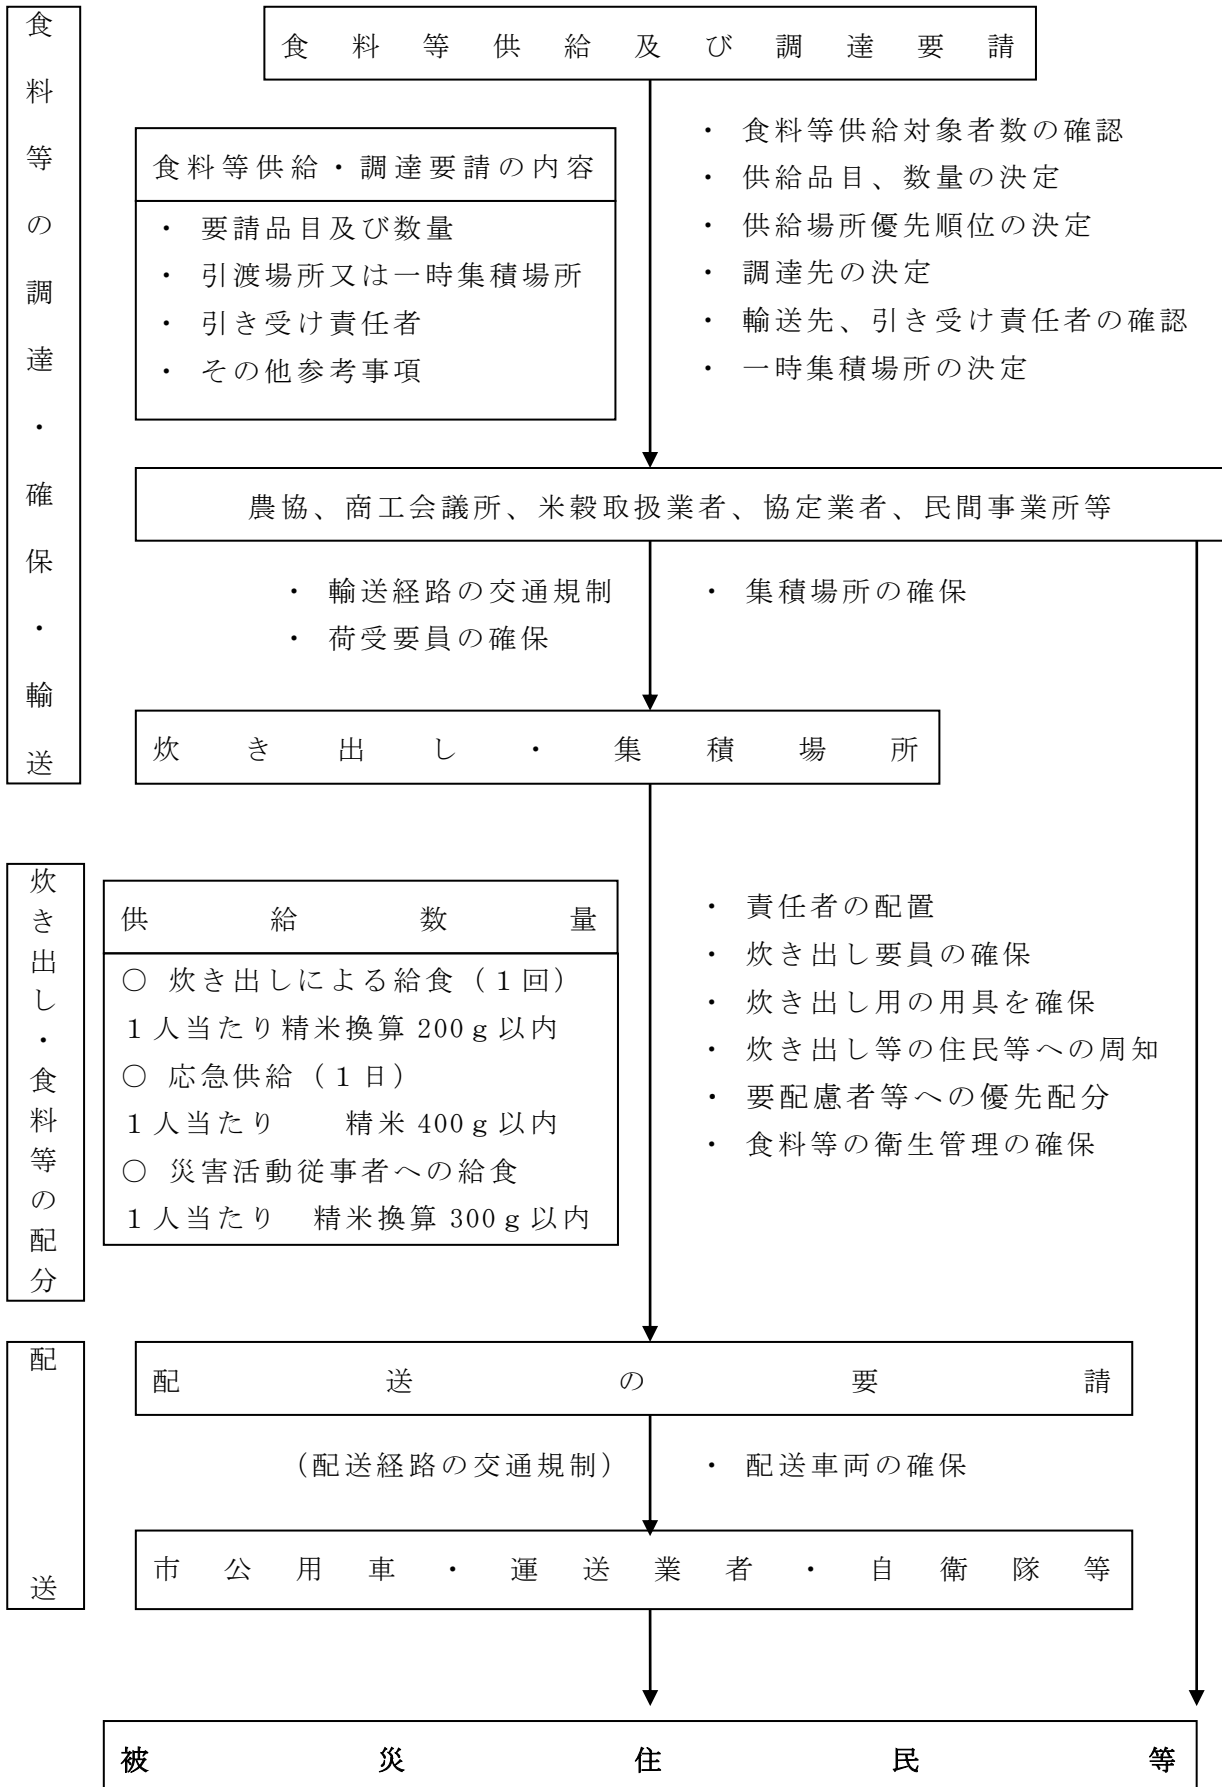 食料等の調達・確保・輸送
食料等供給及び調達要請
食料等供給・調達要請の内容
・ 要請品目及び数量
・ 引渡場所又は一時集積場所
・ 引き受け責任者
・ その他参考事項
・ 食料等供給対象者数の確認
・ 供給品目、数量の決定
・ 供給場所優先順位の決定
・ 調達先の決定
・ 輸送先、引き受け責任者の確認
・ 一時集積場所の決定
農協、商工会議所、米穀取扱業者、協定業者、民間事業所等
・ 輸送経路の交通規制
・ 荷受要員の確保
・ 集積場所の確保
炊き出し・集積場所
炊き出し・食料等の配分
供給数量
○ 炊き出しによる給食（１回）
１人当たり精米換算 200ｇ以内
○ 応急供給（１日）
１人当たり　　精米 400ｇ以内
○ 災害活動従事者への給食
１人当たり　精米換算 300ｇ以内
・ 責任者の配置
・ 炊き出し要員の確保
・ 炊き出し用の用具を確保
・ 炊き出し等の住民等への周知
・ 要配慮者等への優先配分
・ 食料等の衛生管理の確保
配送
配送の要請
（配送経路の交通規制）
・ 配送車両の確保
市公用車・運送業者・自衛隊等
被災住民等